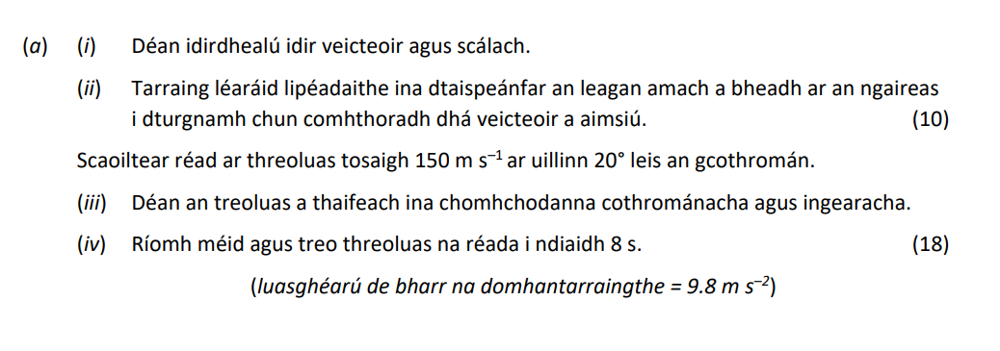 (a) (i) Déan idirdhealú idir veicteoir agus scálach.
(ii) Tarraing léaráid lipéadaithe ina dtaispeánfar an leagan amach a bheadh ar an ngaireas
i dturgnamh chun comhthoradh dhá veicteoir a aimsiú. (10)
Scaoiltear réad ar threoluas tosaigh 150 m s⁻¹ ar uillinn 20° leis an gcothromán.
(iii) Déan an treoluas a thaifeach ina chomhchodanna cothrománacha agus ingearacha.
(iv) Ríomh méid agus treo threoluas na réada i ndiaidh 8 s. (18)
(luasghéarú de bharr na domhantarraingthe = 9.8 m s⁻²)